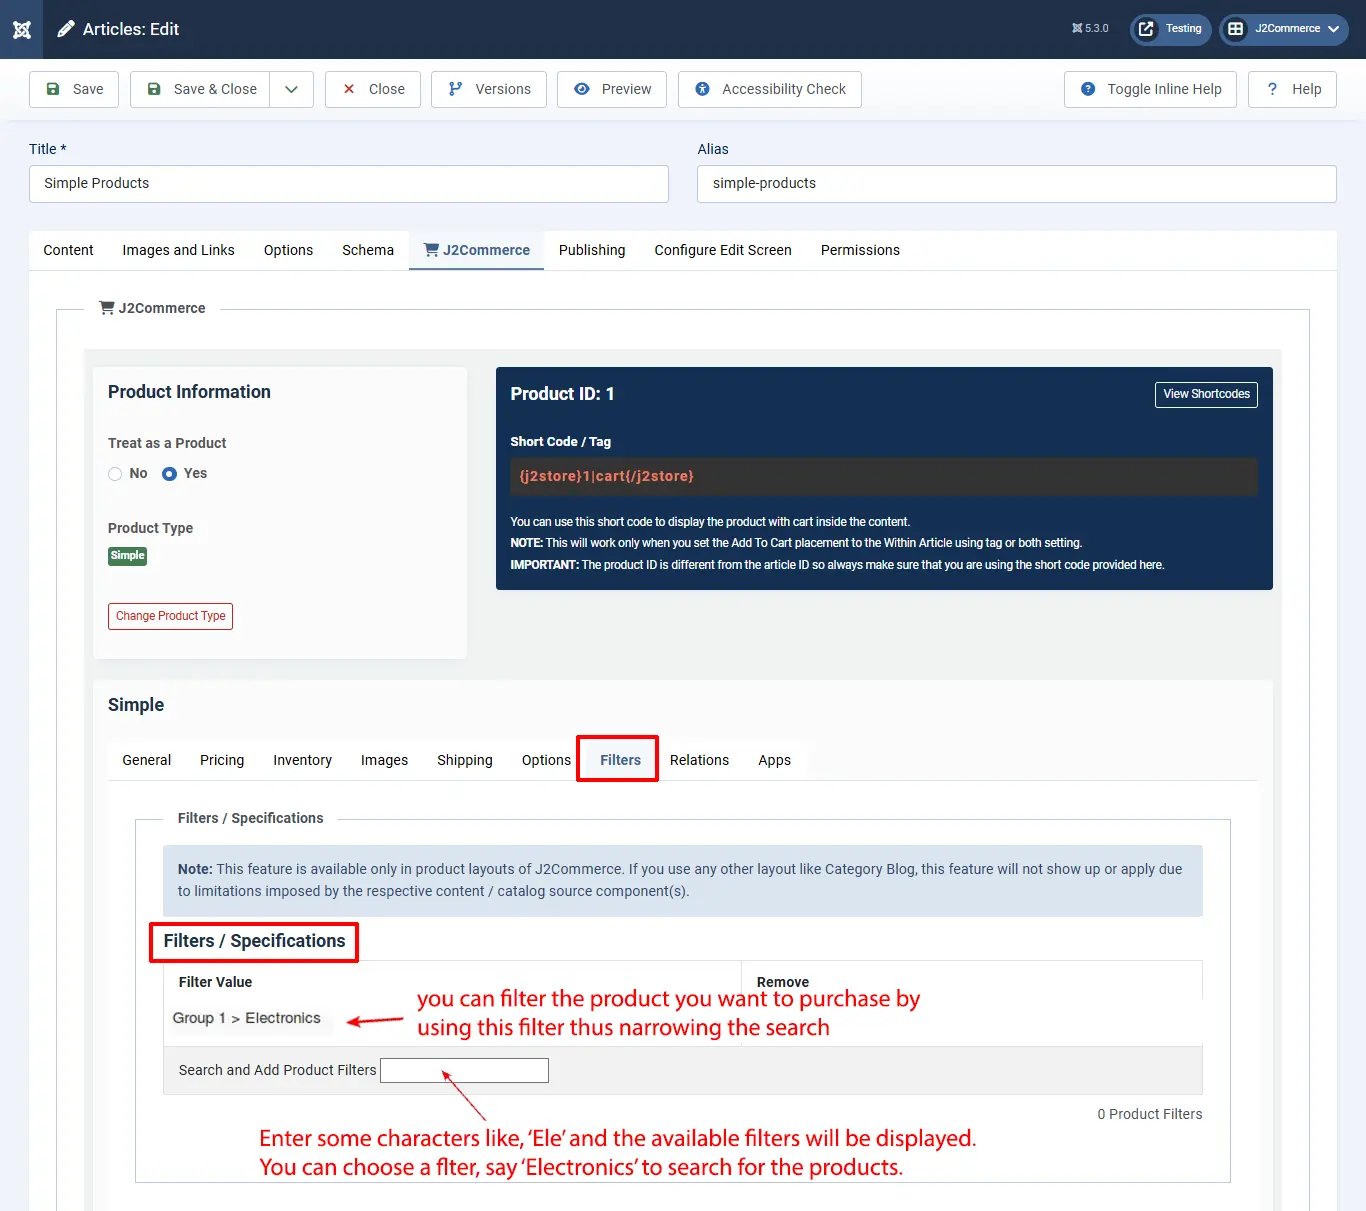 Articles: Edit
5.3.0
Testing
J2Commerce
Save
Save & Close
Close
Versions
Preview
Accessibility Check
Toggle Inline Help
? Help
Title *
Alias
Simple Products
simple-products
Content
Images and Links
Options
Schema
J2Commerce
Publishing
Configure Edit Screen
Permissions
J2Commerce
Product Information
Treat as a Product
No
Yes
Product Type
Simple
Change Product Type
Product ID: 1
View Shortcodes
Short Code / Tag
{j2store}1|cart{/j2store}
You can use this short code to display the product with cart inside the content.
NOTE: This will work only when you set the Add To Cart placement to the Within Article using tag or both setting.
IMPORTANT: The product ID is different from the article ID so always make sure that you are using the short code provided here.
Simple
General
Pricing
Inventory
Images
Shipping
Options
Filters
Relations
Apps
Filters / Specifications
Note: This feature is available only in product layouts of J2Commerce. If you use any other layout like Category Blog, this feature will not show up or apply due
to limitations imposed by the respective content / catalog source component(s).
Filters / Specifications
Filter Value
Remove
Group 1 > Electronics
you can filter the product you want to purchase by
using this filter thus narrowing the search
Search and Add Product Filters
0 Product Filters
Enter some characters like, 'Ele' and the available filters will be displayed.
You can choose a flter, say 'Electronics' to search for the products.